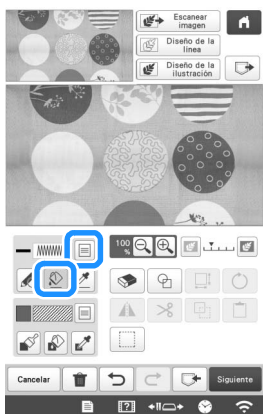 Escanear
imagen
Diseño de la
línea
Diseño de la
ilustración
100
%
Cancelar
Siguiente